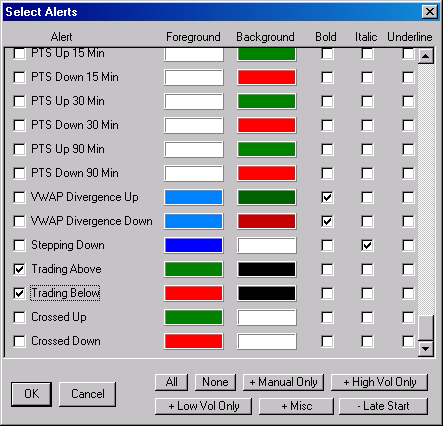 Select Alerts
Alert Foreground Background Bold Italic Underline
PTS Up 15 Min
PTS Down 15 Min
PTS Up 30 Min
PTS Down 30 Min
PTS Up 90 Min
PTS Down 90 Min
VWAP Divergence Up
VWAP Divergence Down
Stepping Down
Trading Above
Trading Below
Crossed Up
Crossed Down
OK Cancel
All None + Manual Only + High Vol Only
+ Low Vol Only + Misc - Late Start